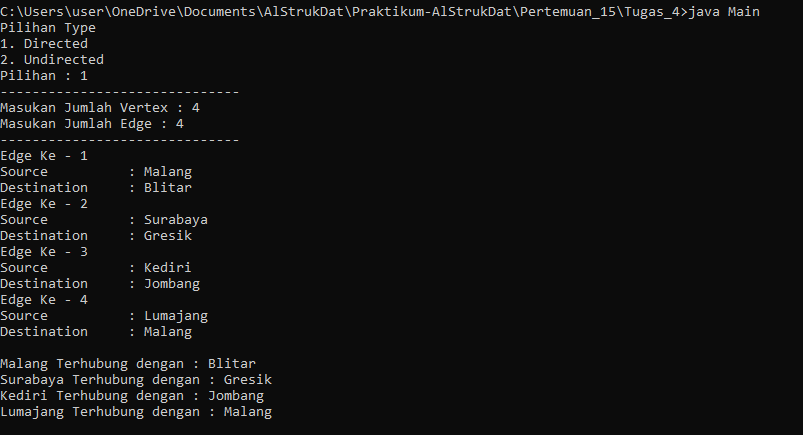 C:\Users\user\OneDrive\Documents\AlStrukDat\Praktikum-AlStrukDat\Pertemuan_15\Tugas_4>java Main
Pilihan Type
1. Directed
2. Undirected
Pilihan : 1
------------------------------
Masukan Jumlah Vertex : 4
Masukan Jumlah Edge : 4
------------------------------
Edge Ke - 1
Source          : Malang
Destination     : Blitar
Edge Ke - 2
Source          : Surabaya
Destination     : Gresik
Edge Ke - 3
Source          : Kediri
Destination     : Jombang
Edge Ke - 4
Source          : Lumajang
Destination     : Malang

Malang Terhubung dengan : Blitar
Surabaya Terhubung dengan : Gresik
Kediri Terhubung dengan : Jombang
Lumajang Terhubung dengan : Malang